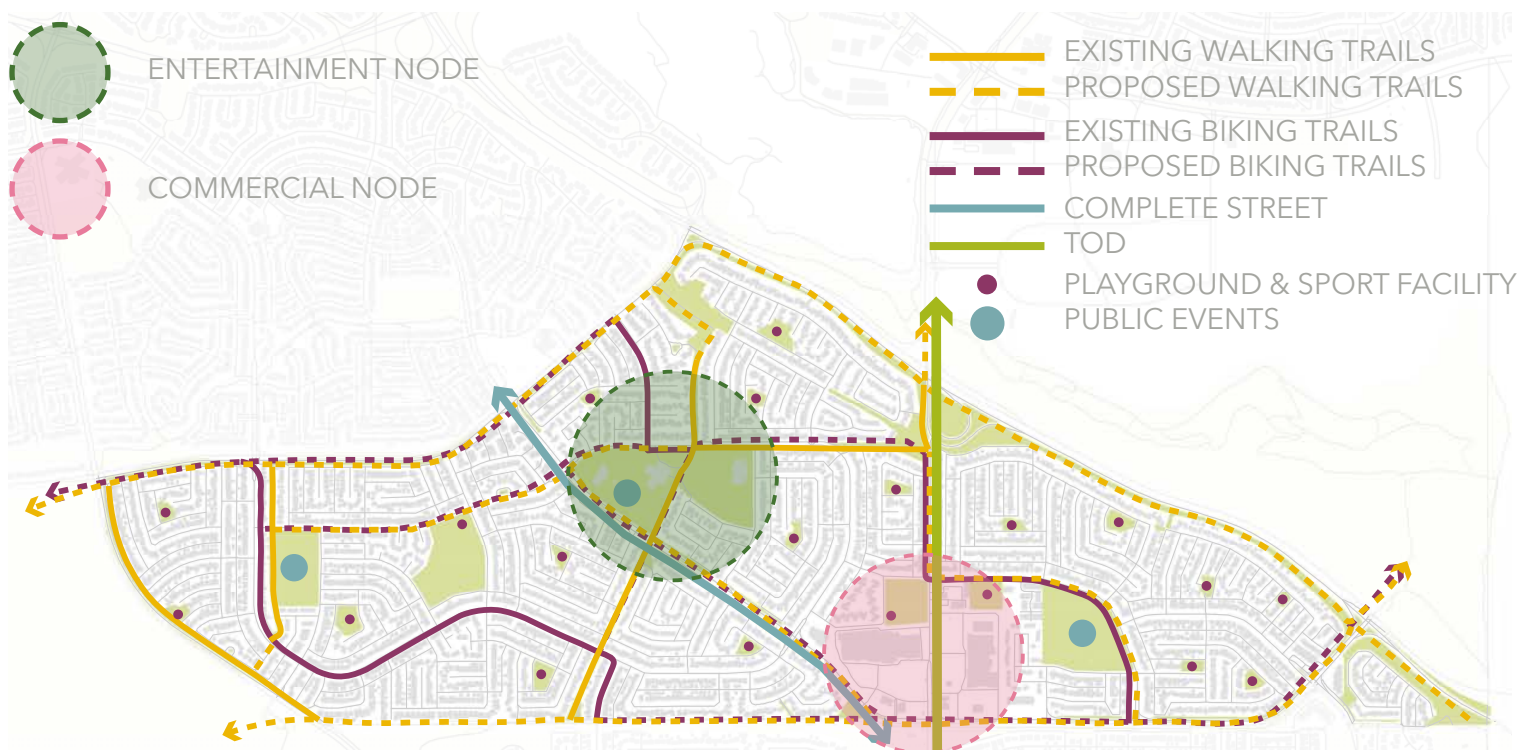 ENTERTAINMENT NODE
COMMERCIAL NODE
EXISTING WALKING TRAILS
PROPOSED WALKING TRAILS
EXISTING BIKING TRAILS
PROPOSED BIKING TRAILS
COMPLETE STREET
TOD
PLAYGROUND & SPORT FACILITY
PUBLIC EVENTS